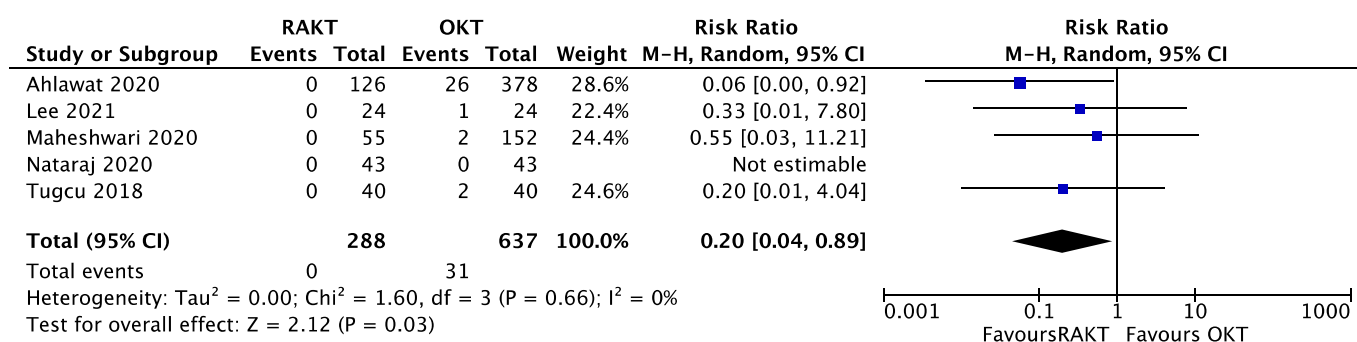 RAKT OKT Risk Ratio Risk Ratio
Study or Subgroup Events Total Events Total Weight M-H, Random, 95% CI M-H, Random, 95% CI
Ahlawat 2020 0 126 26 378 28.6% 0.06 [0.00, 0.92]
Lee 2021 0 24 1 24 22.4% 0.33 [0.01, 7.80]
Maheshwari 2020 0 55 2 152 24.4% 0.55 [0.03, 11.21]
Nataraj 2020 0 43 0 43 Not estimable
Tugcu 2018 0 40 2 40 24.6% 0.20 [0.01, 4.04]
Total (95% CI) 288 637 100.0% 0.20 [0.04, 0.89]
Total events 0 31
Heterogeneity: Tau² = 0.00; Chi² = 1.60, df = 3 (P = 0.66); I² = 0%
Test for overall effect: Z = 2.12 (P = 0.03)
0.001 0.1 1 10 1000
FavoursRAKT Favours OKT